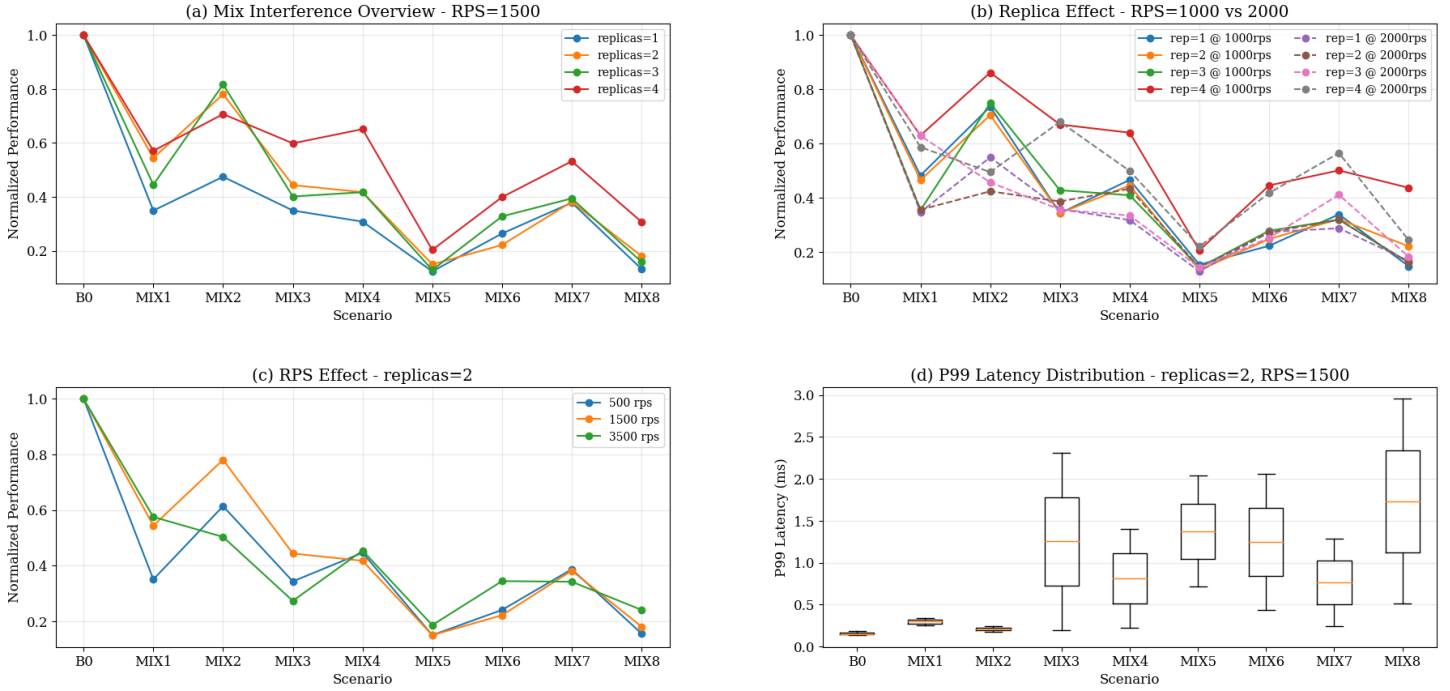 (a) Mix Interference Overview - RPS=1500
Normalized Performance
1.0
0.8
0.6
0.4
0.2
replicas=1
replicas=2
replicas=3
replicas=4
B0 MIX1 MIX2 MIX3 MIX4 MIX5 MIX6 MIX7 MIX8
Scenario
(b) Replica Effect - RPS=1000 vs 2000
Normalized Performance
1.0
0.8
0.6
0.4
0.2
rep=1 @ 1000rps
rep=2 @ 1000rps
rep=3 @ 1000rps
rep=4 @ 1000rps
rep=1 @ 2000rps
rep=2 @ 2000rps
rep=3 @ 2000rps
rep=4 @ 2000rps
B0 MIX1 MIX2 MIX3 MIX4 MIX5 MIX6 MIX7 MIX8
Scenario
(c) RPS Effect - replicas=2
Normalized Performance
1.0
0.8
0.6
0.4
0.2
500 rps
1500 rps
3500 rps
B0 MIX1 MIX2 MIX3 MIX4 MIX5 MIX6 MIX7 MIX8
Scenario
(d) P99 Latency Distribution - replicas=2, RPS=1500
P99 Latency (ms)
3.0
2.5
2.0
1.5
1.0
0.5
0.0
B0 MIX1 MIX2 MIX3 MIX4 MIX5 MIX6 MIX7 MIX8
Scenario